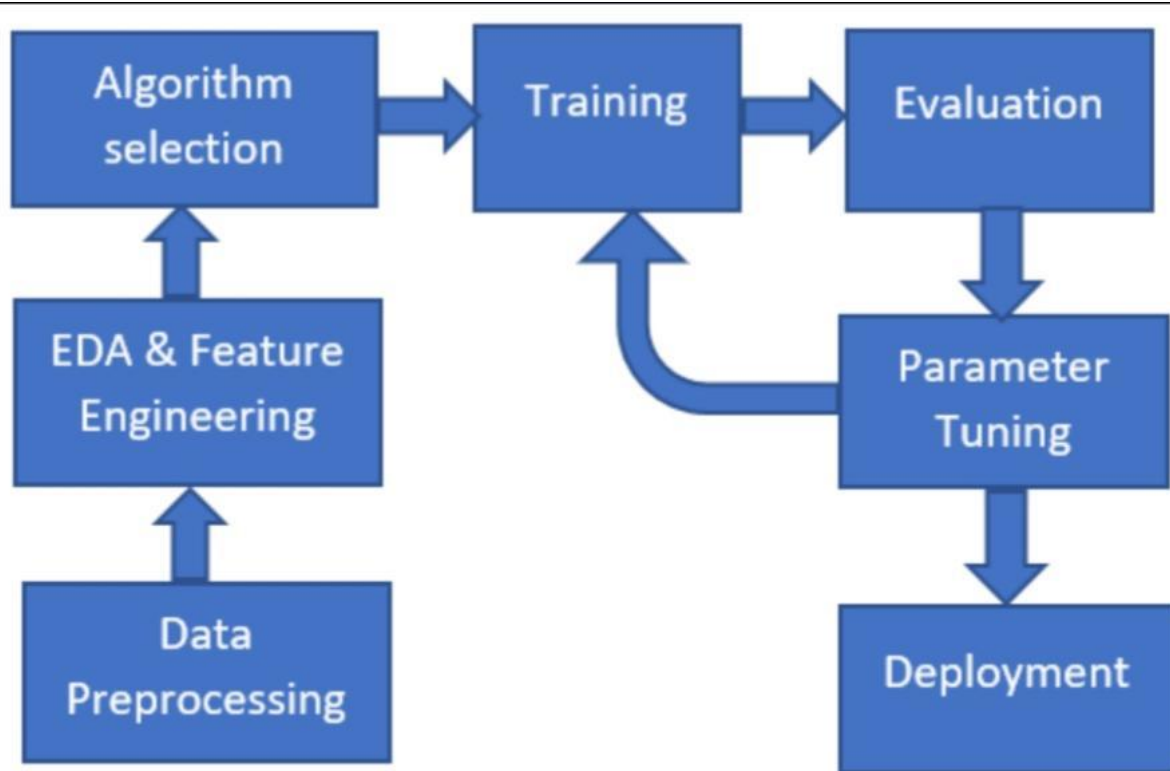 Algorithm
selection
Training
Evaluation
EDA & Feature
Engineering
Parameter
Tuning
Data
Preprocessing
Deployment